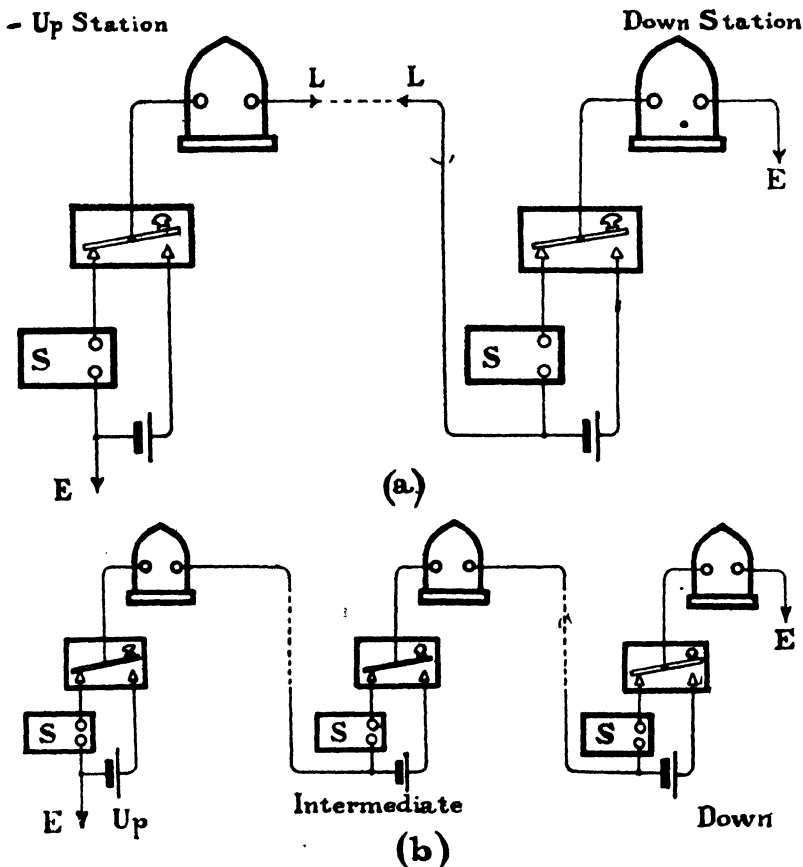 Up Station
Down Station
L
L
E
S
S
E
(a)
S
S
S
E
E
Up
Intermediate
Down
(b)